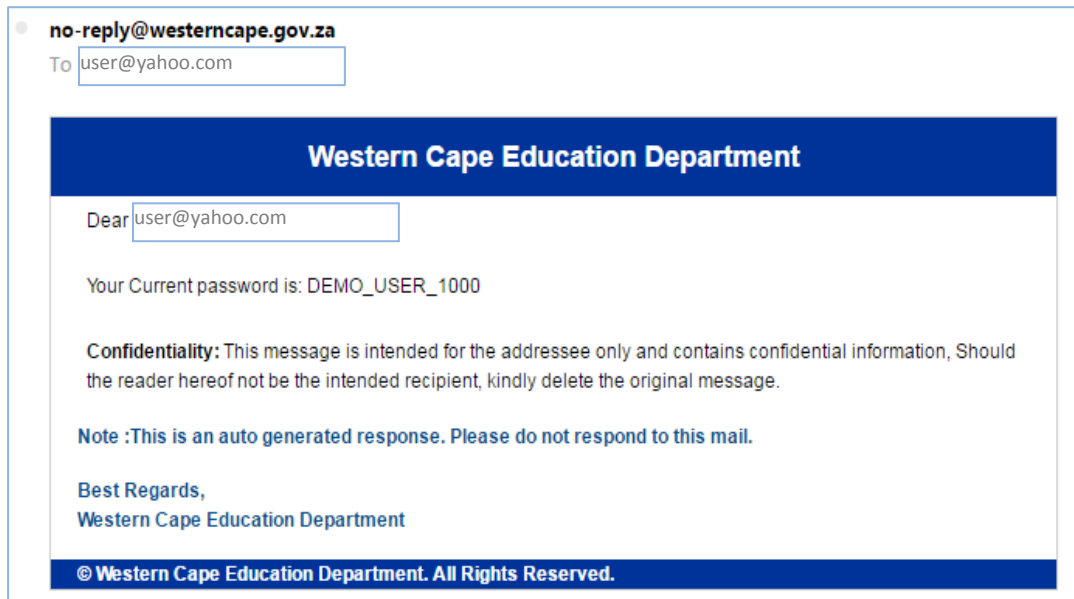 no-reply@westerncape.gov.za
To user@yahoo.com
Western Cape Education Department
Dear user@yahoo.com
Your Current password is: DEMO_USER_1000
Confidentiality: This message is intended for the addressee only and contains confidential information, Should
the reader hereof not be the intended recipient, kindly delete the original message.
Note :This is an auto generated response. Please do not respond to this mail.
Best Regards,
Western Cape Education Department
© Western Cape Education Department. All Rights Reserved.